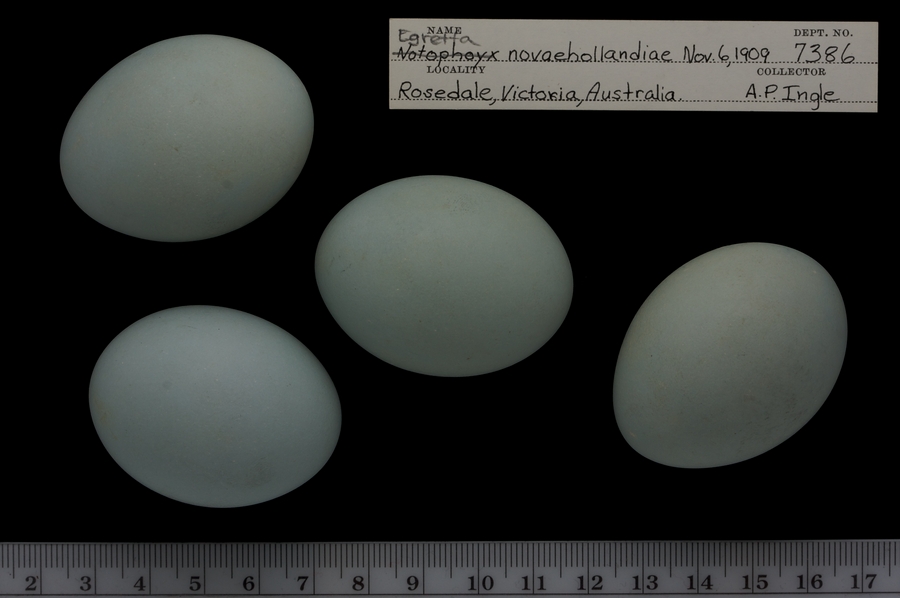 NAME DEPT. NO.
Egretta
Notophoyx novaehollandiae Nov. 6, 1909 7386
LOCALITY COLLECTOR
Rosedale, Victoria, Australia. A.P. Ingle
2 3 4 5 6 7 8 9 10 11 12 13 14 15 16 17